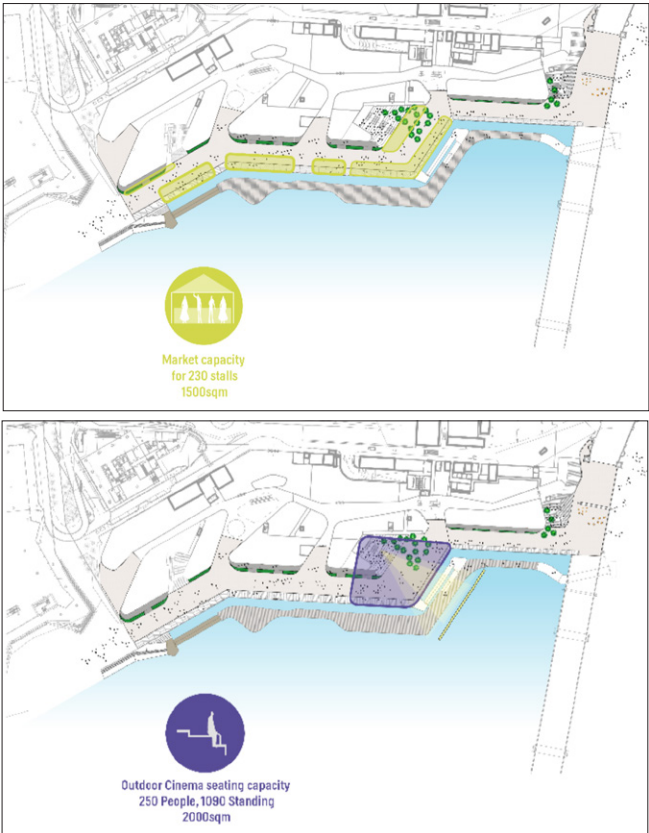 Market capacity
for 230 stalls
1500sqm
Outdoor Cinema seating capacity
250 People, 1090 Standing
2000sqm